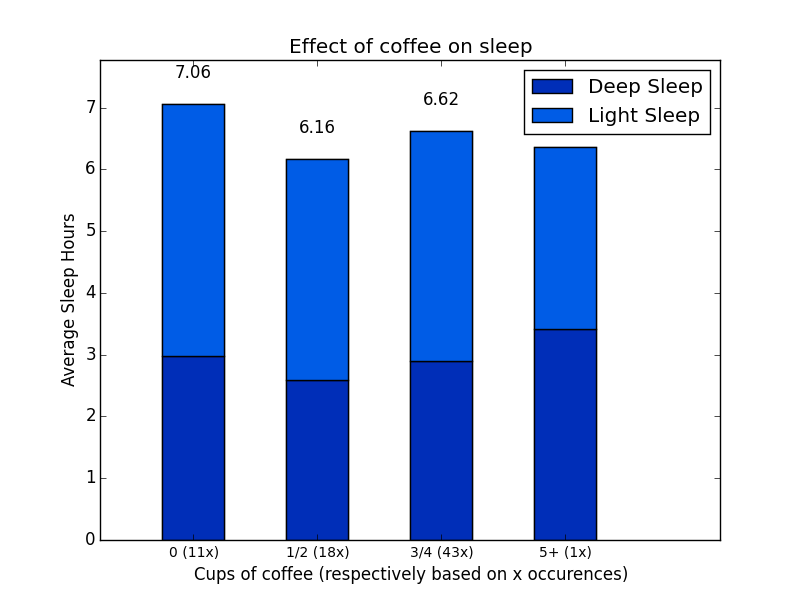 Effect of coffee on sleep
7.06
6.16
6.62
Deep Sleep
Light Sleep
Average Sleep Hours
7
6
5
4
3
2
1
0
0 (11x)
1/2 (18x)
3/4 (43x)
5+ (1x)
Cups of coffee (respectively based on x occurences)